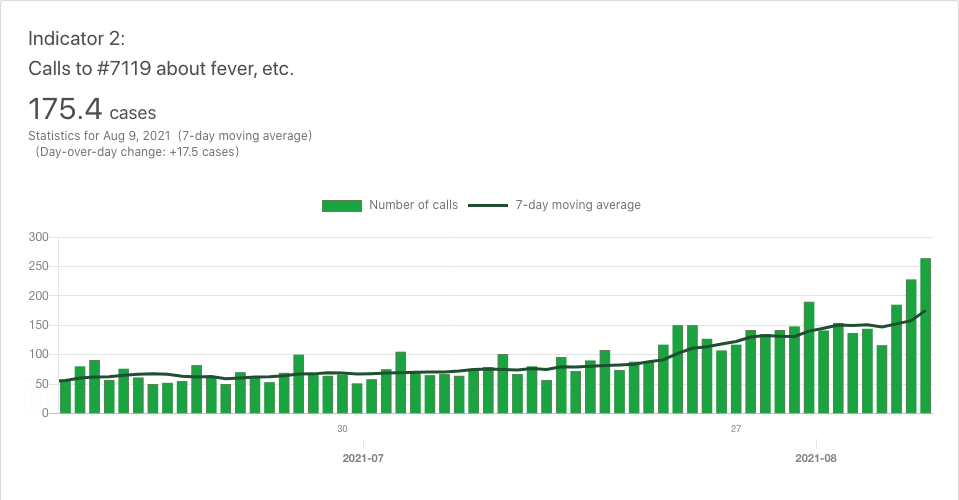 Indicator 2:
Calls to #7119 about fever, etc.
175.4 cases
Statistics for Aug 9, 2021 (7-day moving average)
(Day-over-day change: +17.5 cases)
Number of calls 7-day moving average
300
250
200
150
100
50
0
30 27
2021-07 2021-08